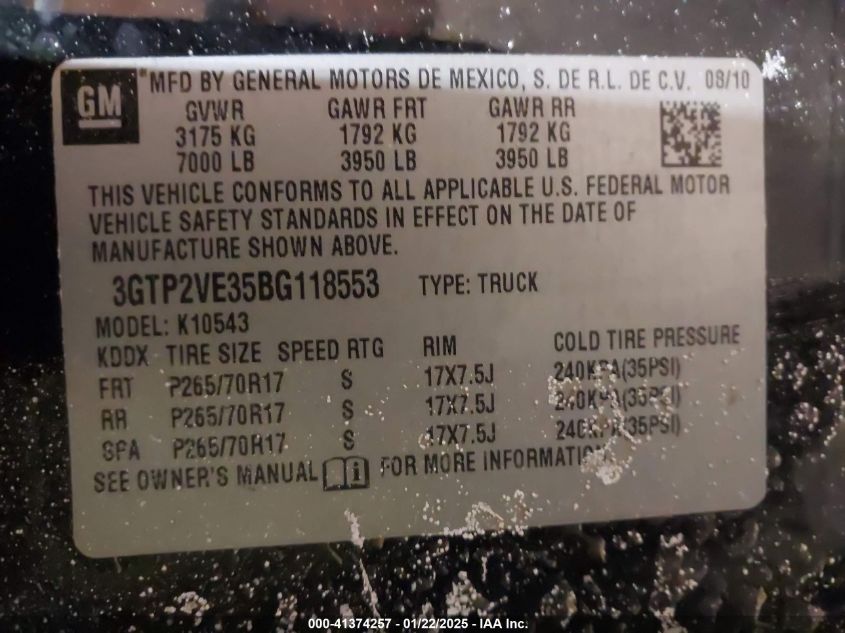 GM
*MFD BY GENERAL MOTORS DE MEXICO, S. DE R.L. DE C.V. 08/10
GVWR GAWR FRT GAWR RR
3175 KG 1792 KG 1792 KG
7000 LB 3950 LB 3950 LB
THIS VEHICLE CONFORMS TO ALL APPLICABLE U.S. FEDERAL MOTOR
VEHICLE SAFETY STANDARDS IN EFFECT ON THE DATE OF
MANUFACTURE SHOWN ABOVE.
3GTP2VE35BG118553 TYPE: TRUCK
MODEL: K10543
KDDX TIRE SIZE SPEED RTG RIM COLD TIRE PRESSURE
FRT P265/70R17 S 17X7.5J 240KPA(35PSI)
RR P265/70R17 S 17X7.5J 240KPA(35PSI)
SPA P265/70R17 S 17X7.5J 240KPA(35PSI)
SEE OWNER'S MANUAL i FOR MORE INFORMATION.
000-41374257 - 01/22/2025 - IAA Inc.